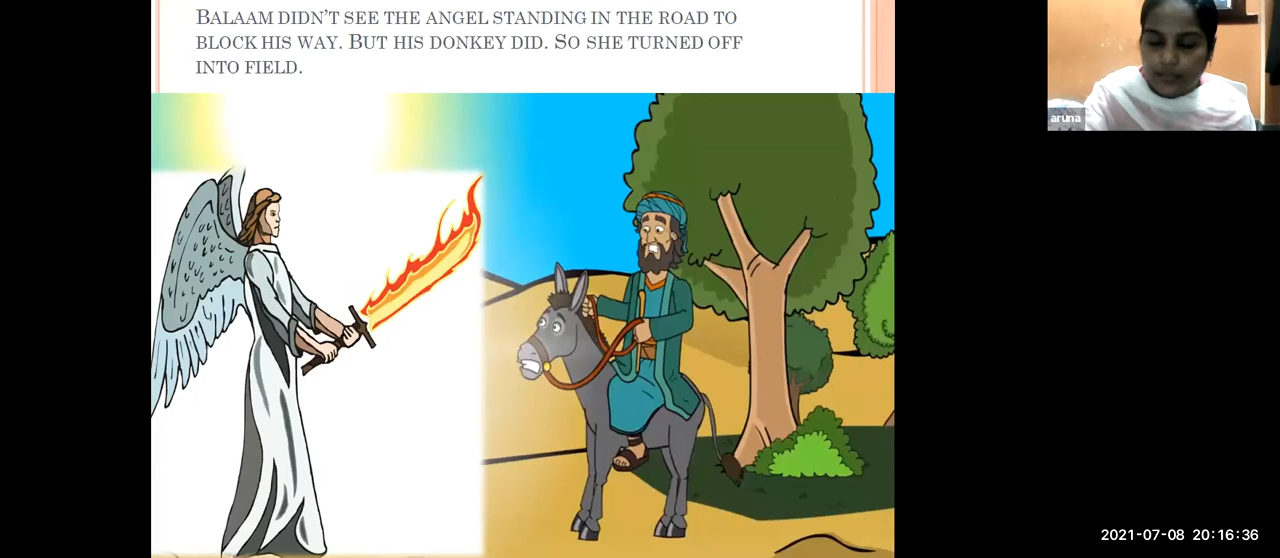 BALAAM DIDN'T SEE THE ANGEL STANDING IN THE ROAD TO
BLOCK HIS WAY. BUT HIS DONKEY DID. SO SHE TURNED OFF
INTO FIELD.
aruna
2021-07-08 20:16:36